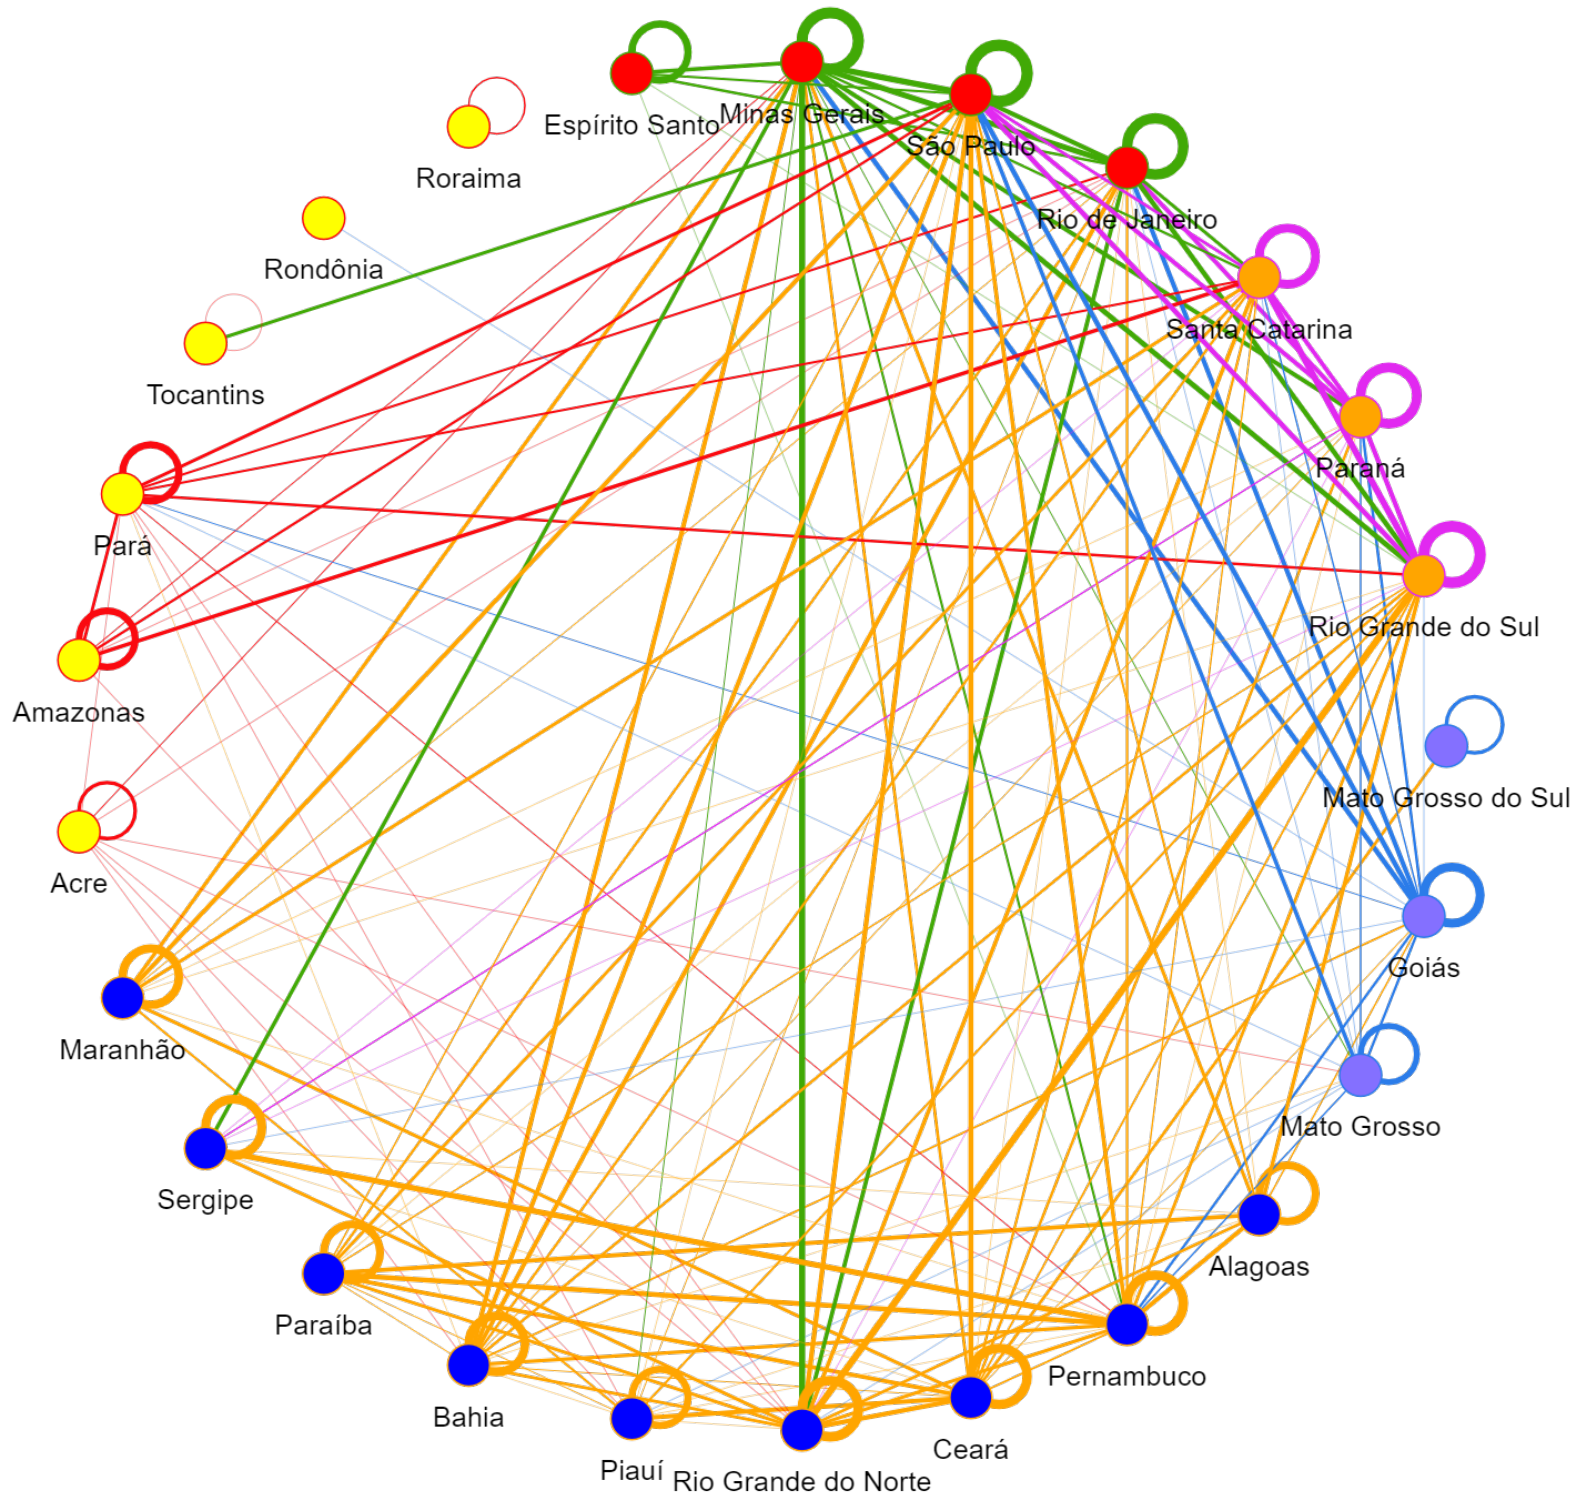 Espírito Santo
Minas Gerais
São Paulo
Roraima
Rio de Janeiro
Rondônia
Santa Catarina
Tocantins
Paraná
Pará
Rio Grande do Sul
Amazonas
Mato Grosso do Sul
Acre
Goiás
Maranhão
Mato Grosso
Sergipe
Alagoas
Paraíba
Pernambuco
Bahia
Ceará
Piauí
Rio Grande do Norte